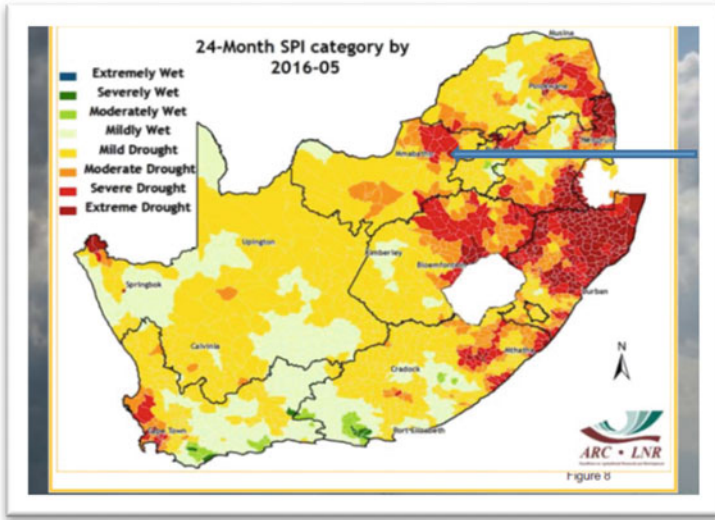 24-Month SPI category by
2016-05
Extremely Wet
Severely Wet
Moderately Wet
Mildly Wet
Mild Drought
Moderate Drought
Severe Drought
Extreme Drought
Musina
Polokwane
Mmabatho
Upington
Kimberley
Bloemfontein
Springbok
Durban
Calvinia
Mthatha
Cradock
N
Cape Town
Port Elizabeth
ARC • LNR
Figure 8